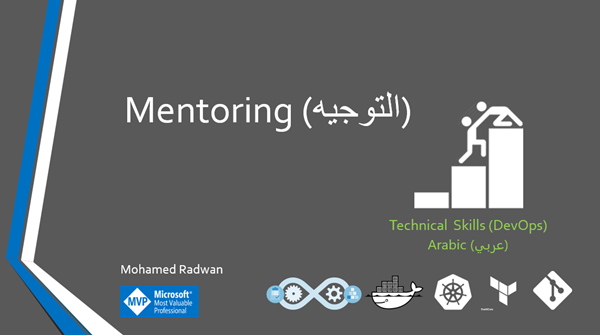 Mentoring (التوجيه)
Technical Skills (DevOps)
Arabic (عربي)
Mohamed Radwan
MVP
Microsoft®
Most Valuable
Professional